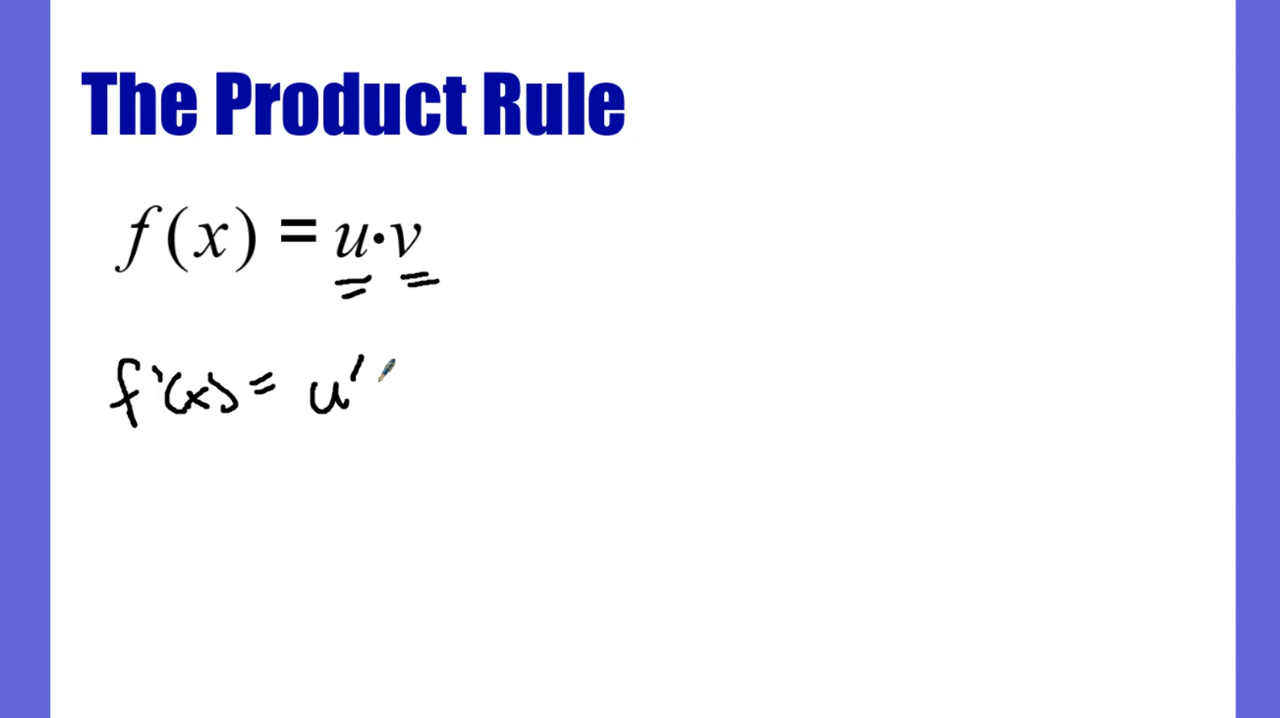 The Product Rule
f(x) = u·v
f'(x) = u'